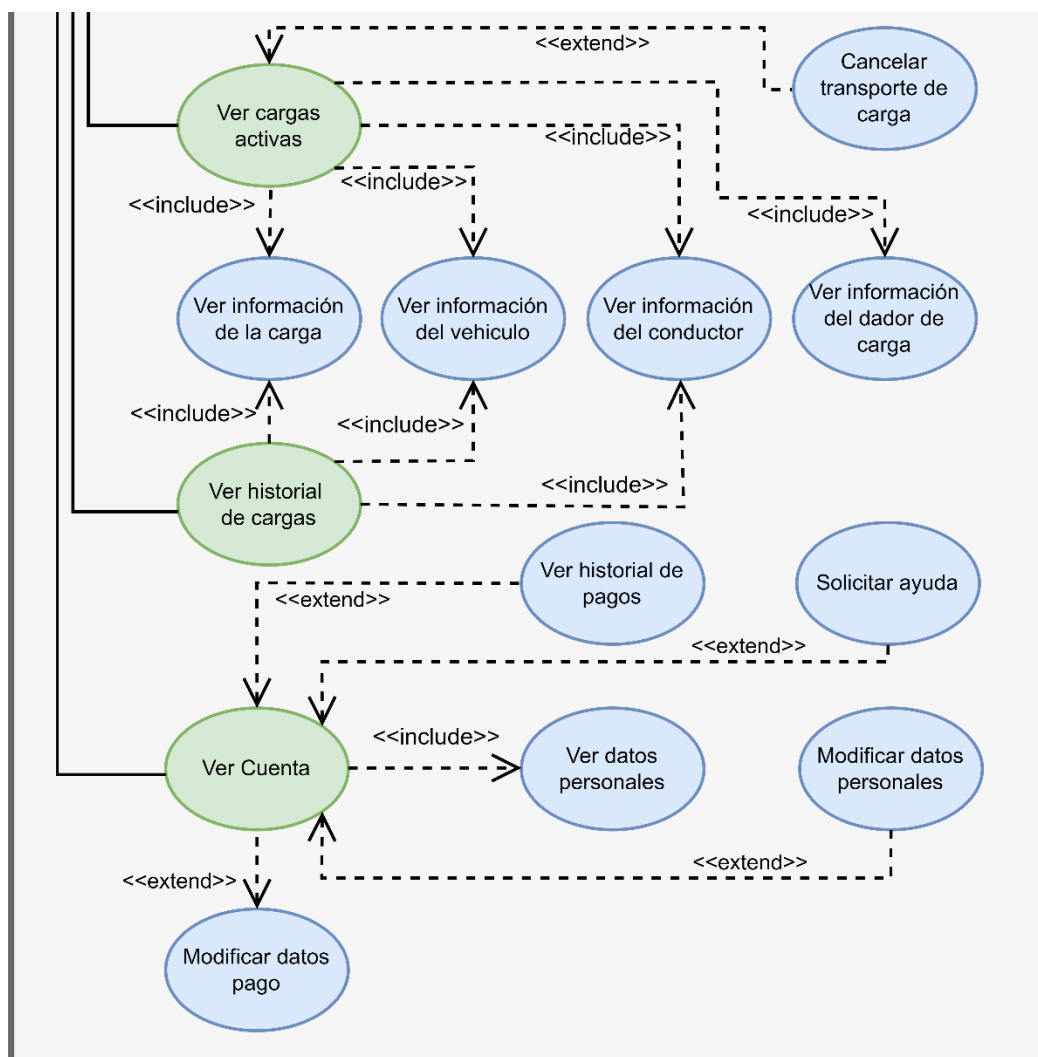 <<extend>>
Cancelar
transporte de
carga
Ver cargas
activas
<<include>>
<<include>>
<<include>>
<<include>>
Ver información
de la carga
Ver información
del vehiculo
Ver información
del conductor
Ver información
del dador de
carga
<<include>>
<<include>>
<<include>>
Ver historial
de cargas
Ver historial de
pagos
Solicitar ayuda
<<extend>>
<<extend>>
Ver Cuenta
<<include>>
Ver datos
personales
Modificar datos
personales
<<extend>>
<<extend>>
Modificar datos
pago